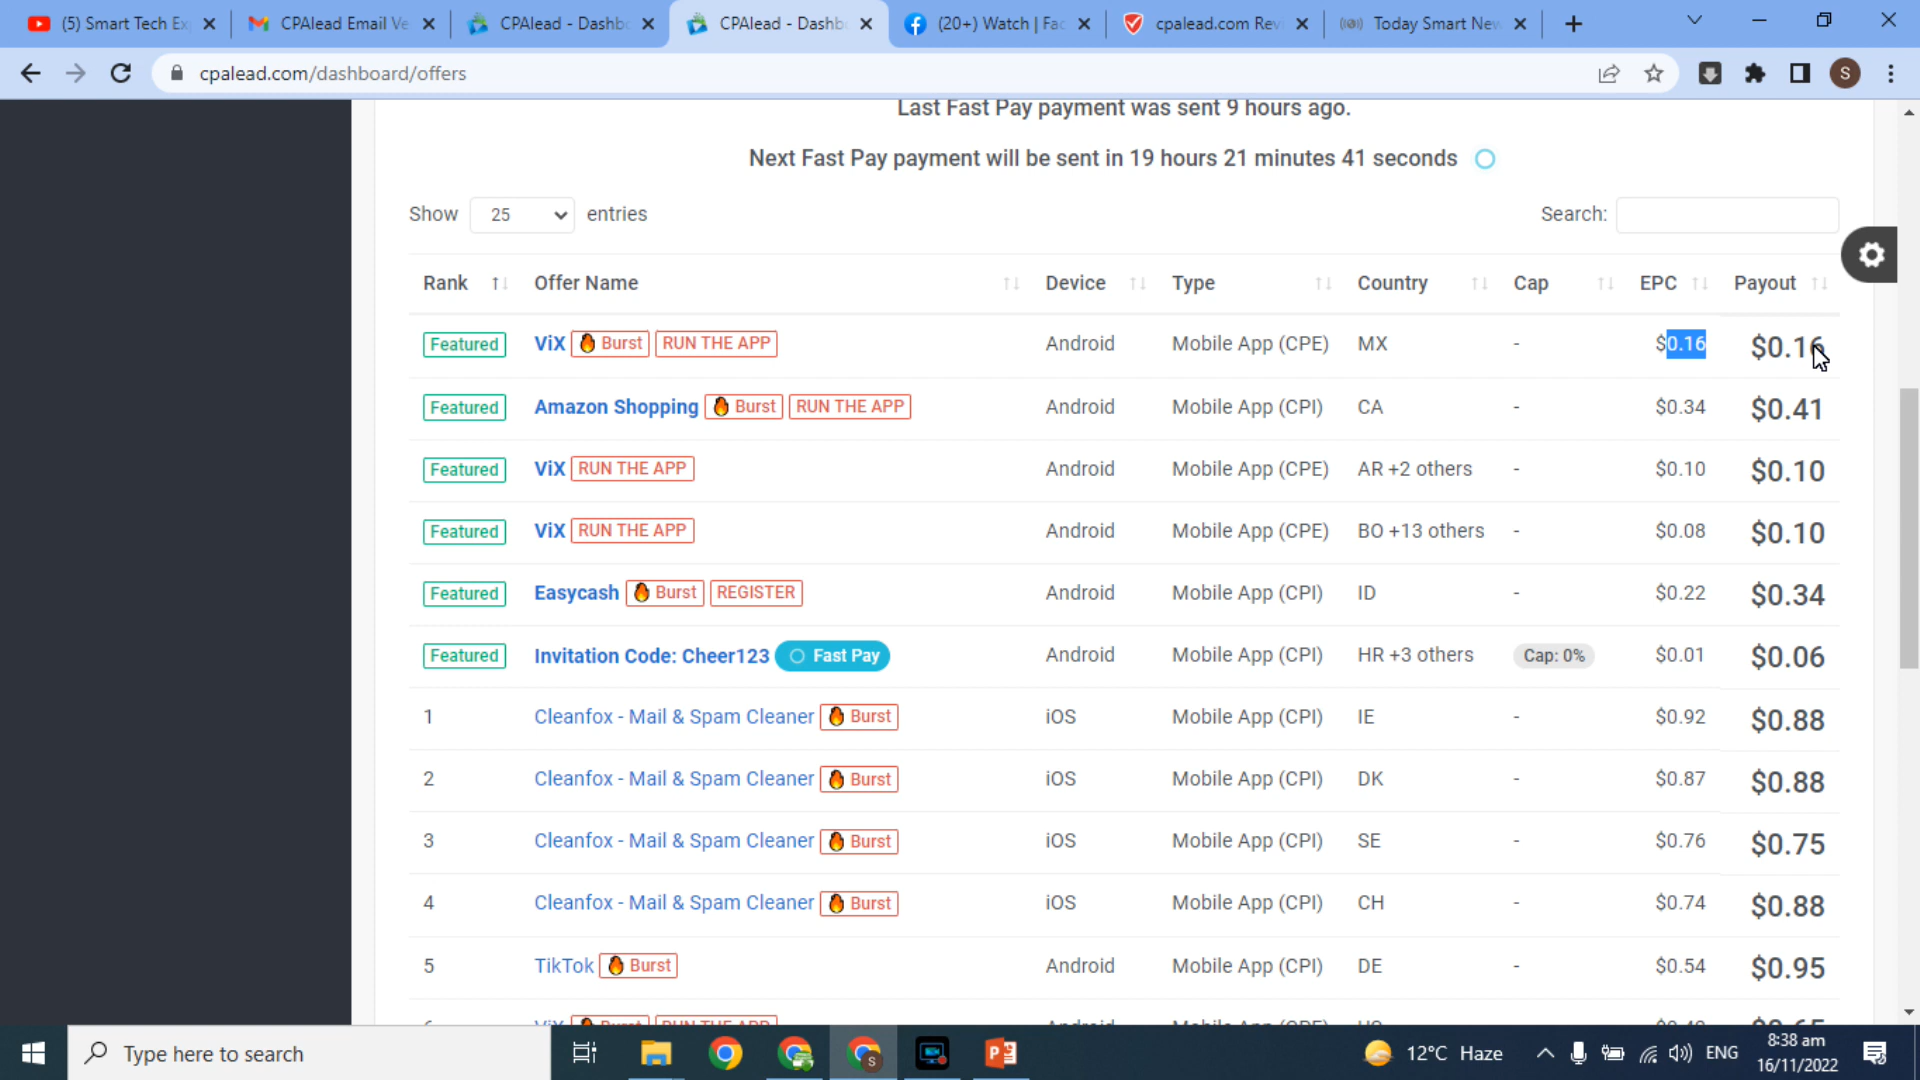 (5) Smart Tech Ex
CPAlead Email Ve
CPAlead - Dashb
CPAlead - Dashb
(20+) Watch | Fac
cpalead.com Rev
Today Smart New
cpalead.com/dashboard/offers
S
Last Fast Pay payment was sent 9 hours ago.
Next Fast Pay payment will be sent in 19 hours 21 minutes 41 seconds
Show 25 entries
Search:
Rank Offer Name Device Type Country Cap EPC Payout
Featured ViX Burst RUN THE APP Android Mobile App (CPE) MX - $0.16 $0.16
Featured Amazon Shopping Burst RUN THE APP Android Mobile App (CPI) CA - $0.34 $0.41
Featured ViX RUN THE APP Android Mobile App (CPE) AR +2 others - $0.10 $0.10
Featured ViX RUN THE APP Android Mobile App (CPE) BO +13 others - $0.08 $0.10
Featured Easycash Burst REGISTER Android Mobile App (CPI) ID - $0.22 $0.34
Featured Invitation Code: Cheer123 Fast Pay Android Mobile App (CPI) HR +3 others Cap: 0% $0.01 $0.06
1 Cleanfox - Mail & Spam Cleaner Burst iOS Mobile App (CPI) IE - $0.92 $0.88
2 Cleanfox - Mail & Spam Cleaner Burst iOS Mobile App (CPI) DK - $0.87 $0.88
3 Cleanfox - Mail & Spam Cleaner Burst iOS Mobile App (CPI) SE - $0.76 $0.75
4 Cleanfox - Mail & Spam Cleaner Burst iOS Mobile App (CPI) CH - $0.74 $0.88
5 TikTok Burst Android Mobile App (CPI) DE - $0.54 $0.95
Type here to search
12°C Haze
ENG
8:38 am
16/11/2022